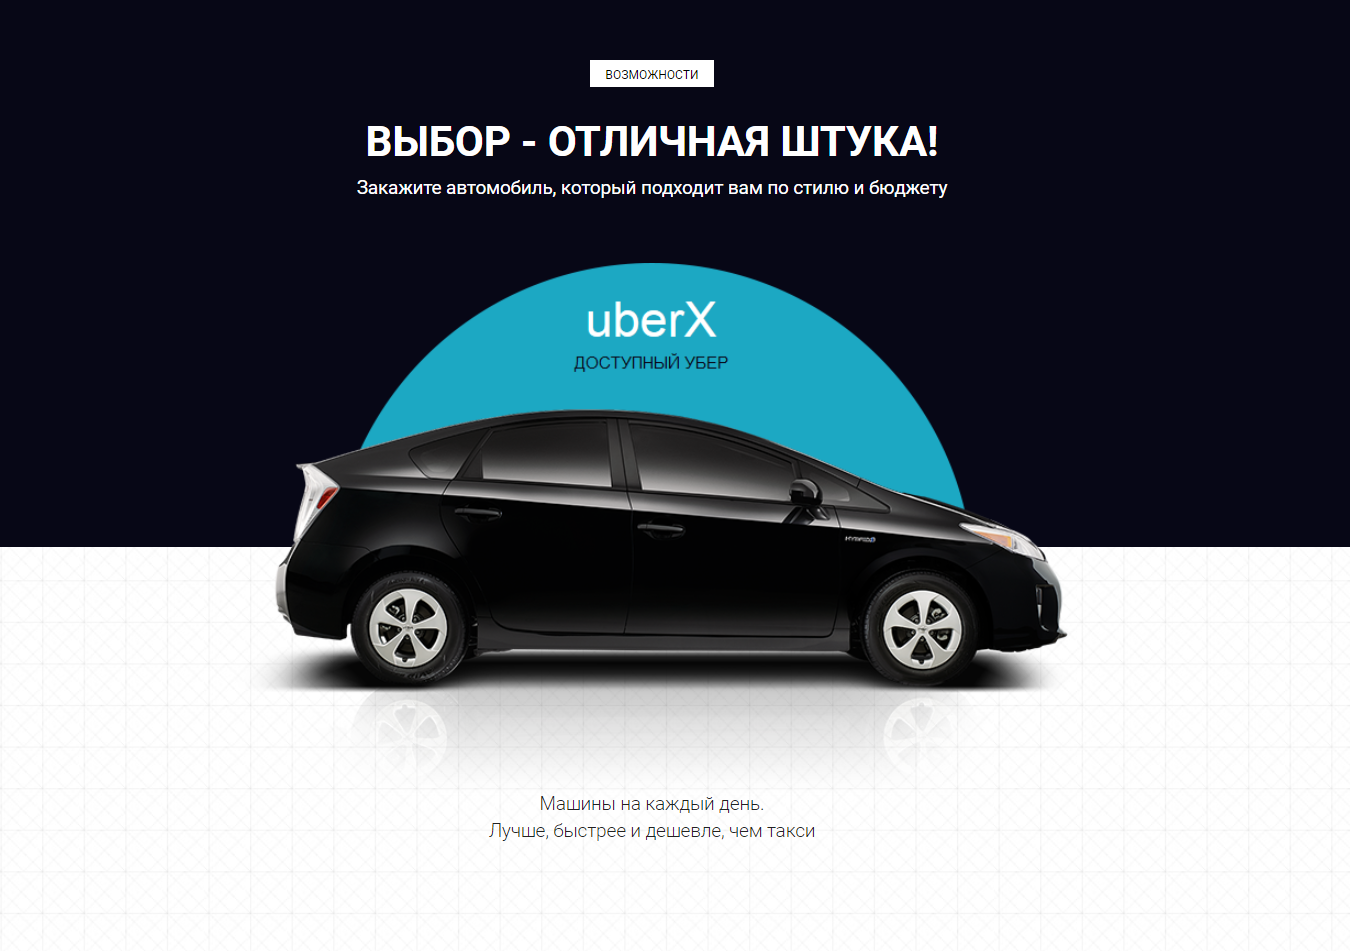 ВОЗМОЖНОСТИ
ВЫБОР - ОТЛИЧНАЯ ШТУКА!
Закажите автомобиль, который подходит вам по стилю и бюджету
uberX
ДОСТУПНЫЙ УБЕР
HYBRID
Машины на каждый день.
Лучше, быстрее и дешевле, чем такси